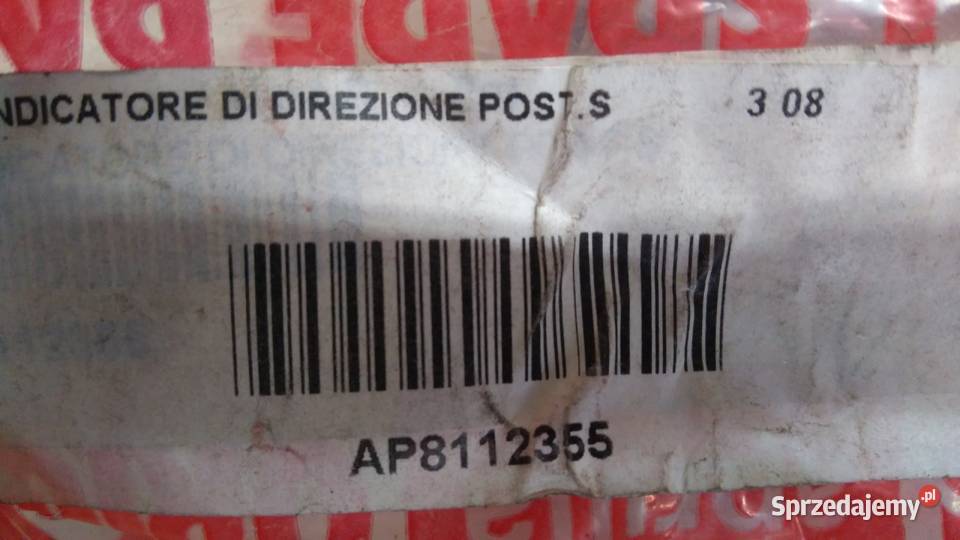 NDICATORE DI DIREZIONE POST.S 3 08
AP8112355
Sprzedajemy.pl